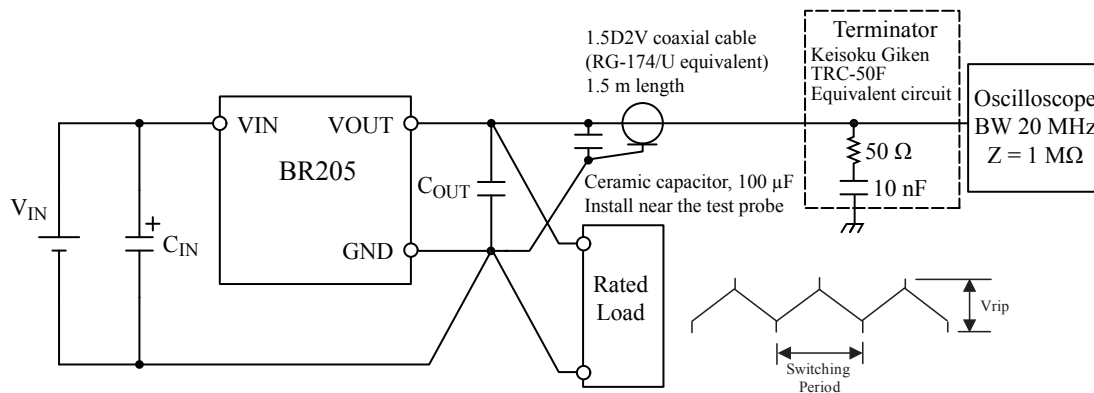 1.5D2V coaxial cable
(RG-174/U equivalent)
1.5 m length
Terminator
Keisoku Giken
TRC-50F
Equivalent circuit
Oscilloscope
BW 20 MHz
Z = 1 MΩ
VIN
VOUT
BR205
GND
50 Ω
10 nF
COUT
Ceramic capacitor, 100 µF
Install near the test probe
VIN
+
CIN
Rated
Load
Vrip
Switching
Period